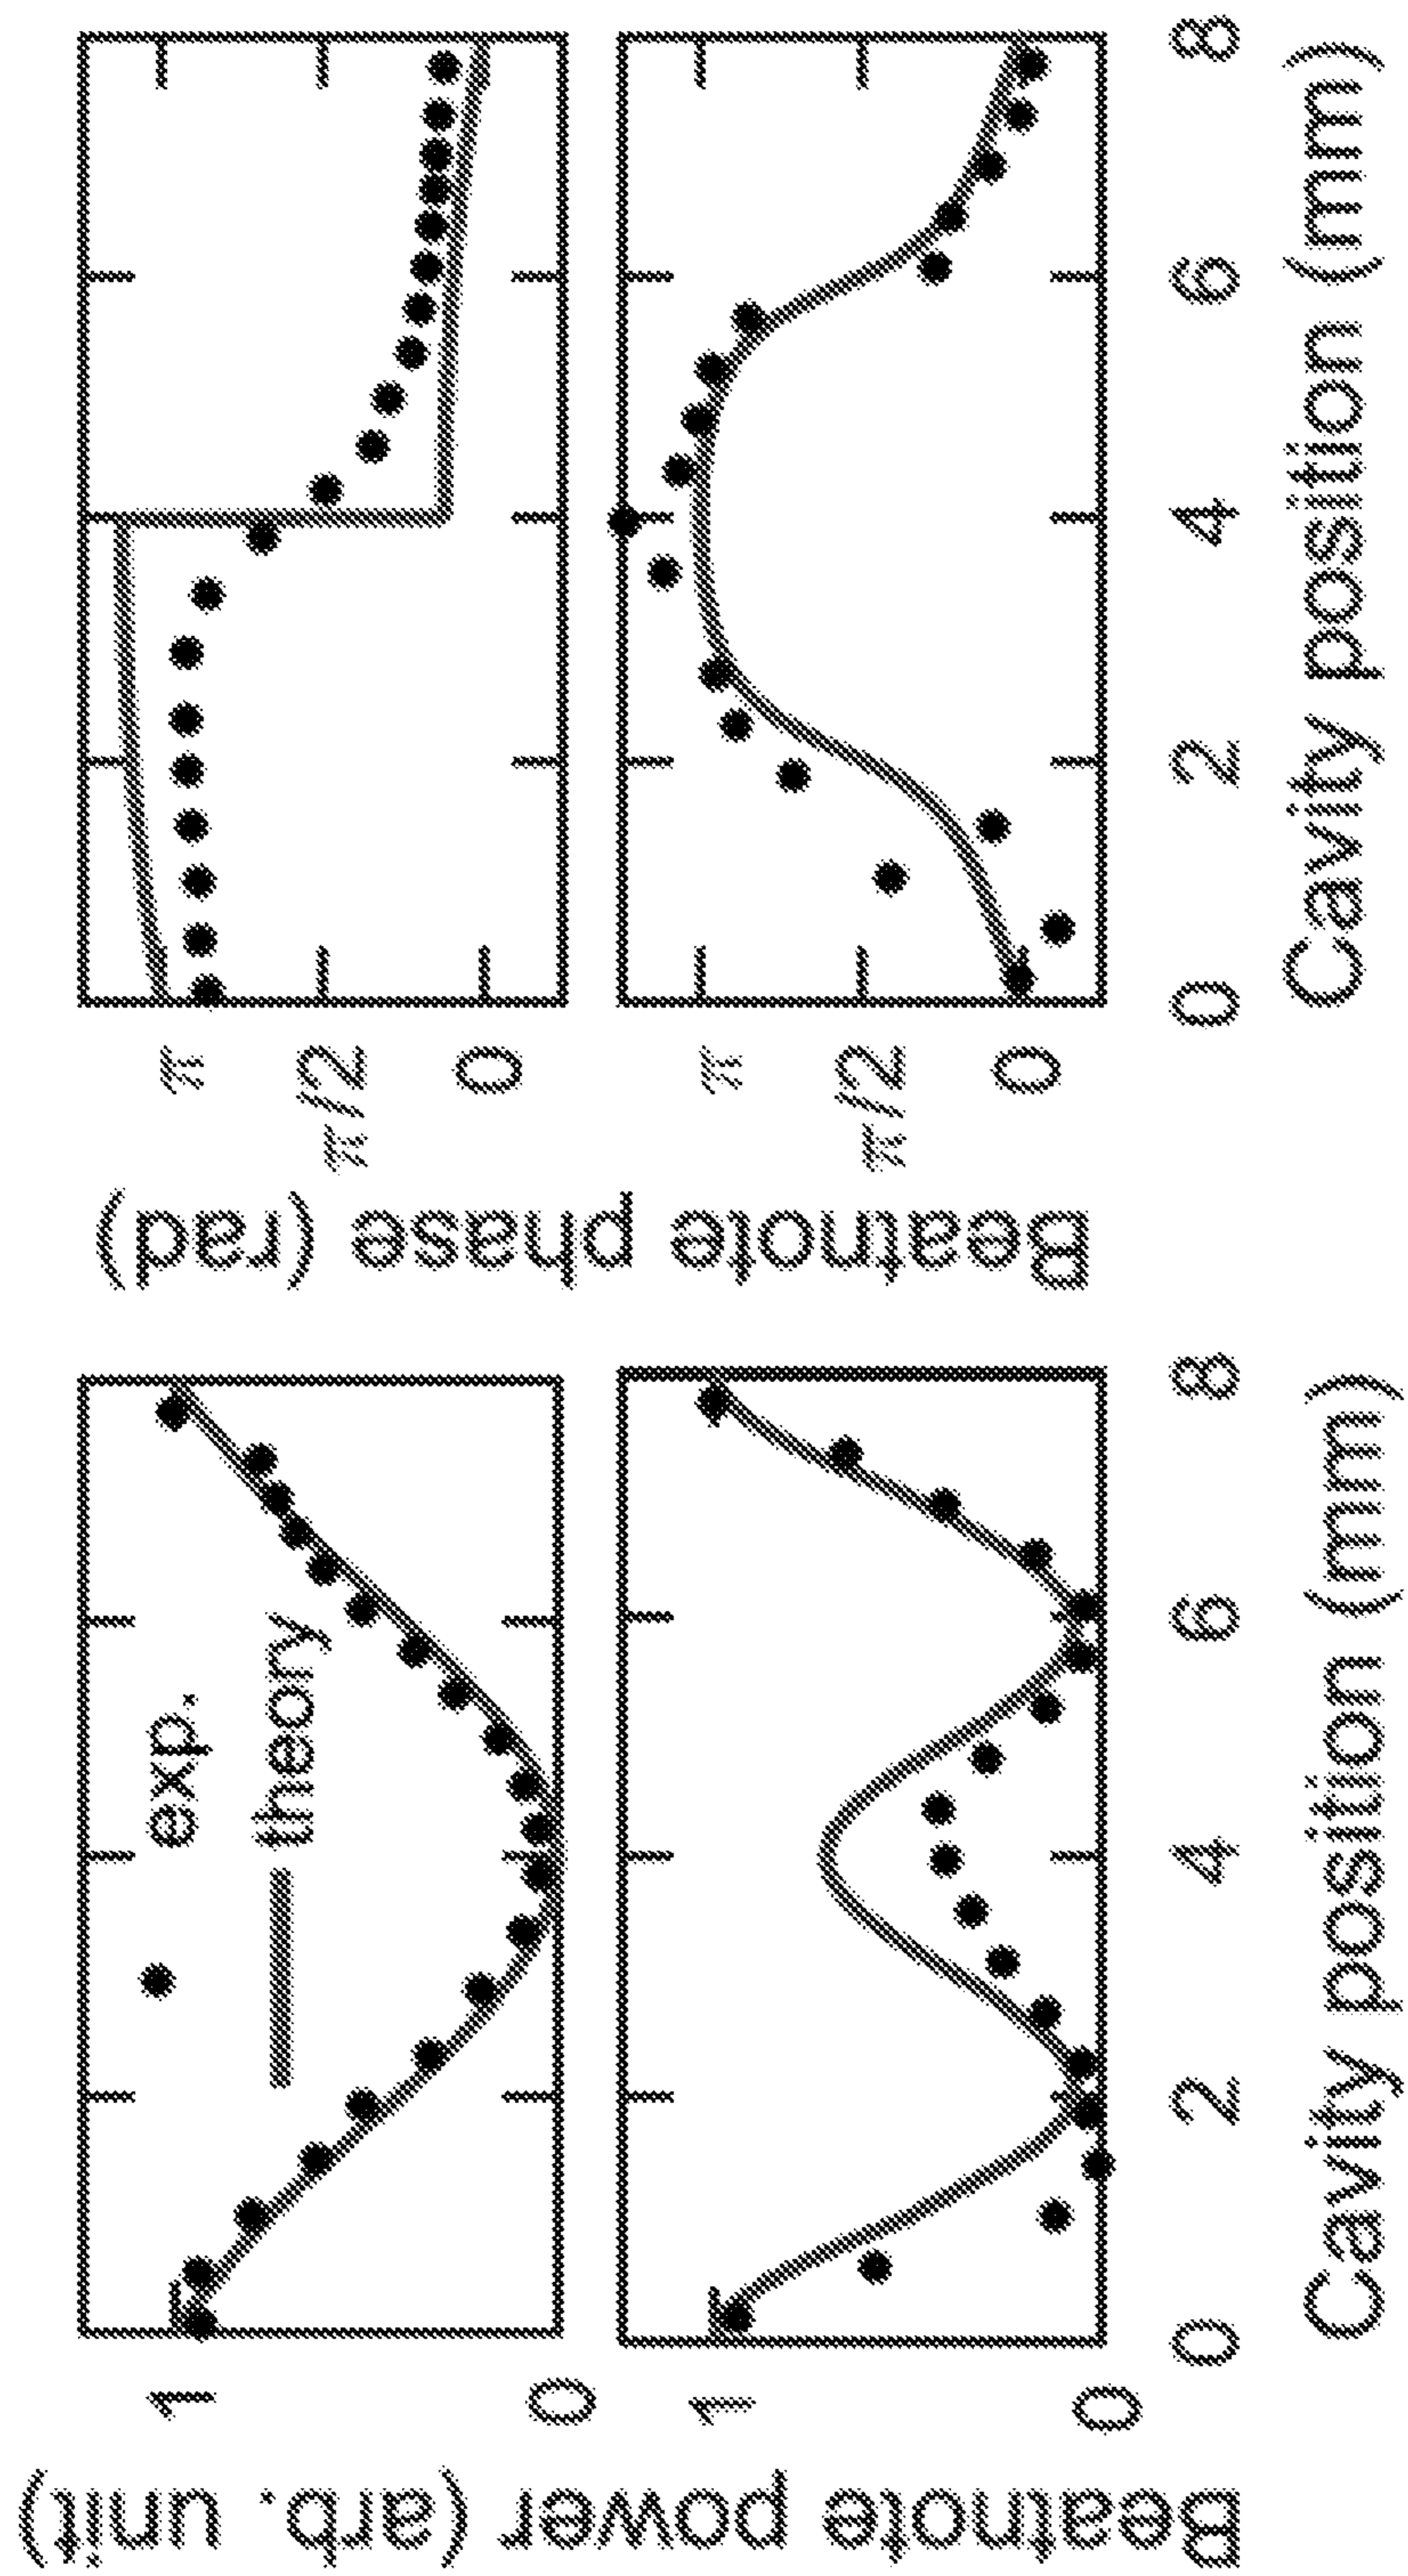 Beatnote power (arb. unit)
1
0
exp.
theory
1
0
0 2 4 6 8
Cavity position (mm)
Beatnote phase (rad)
π
π/2
0
π
π/2
0
0 2 4 6 8
Cavity position (mm)